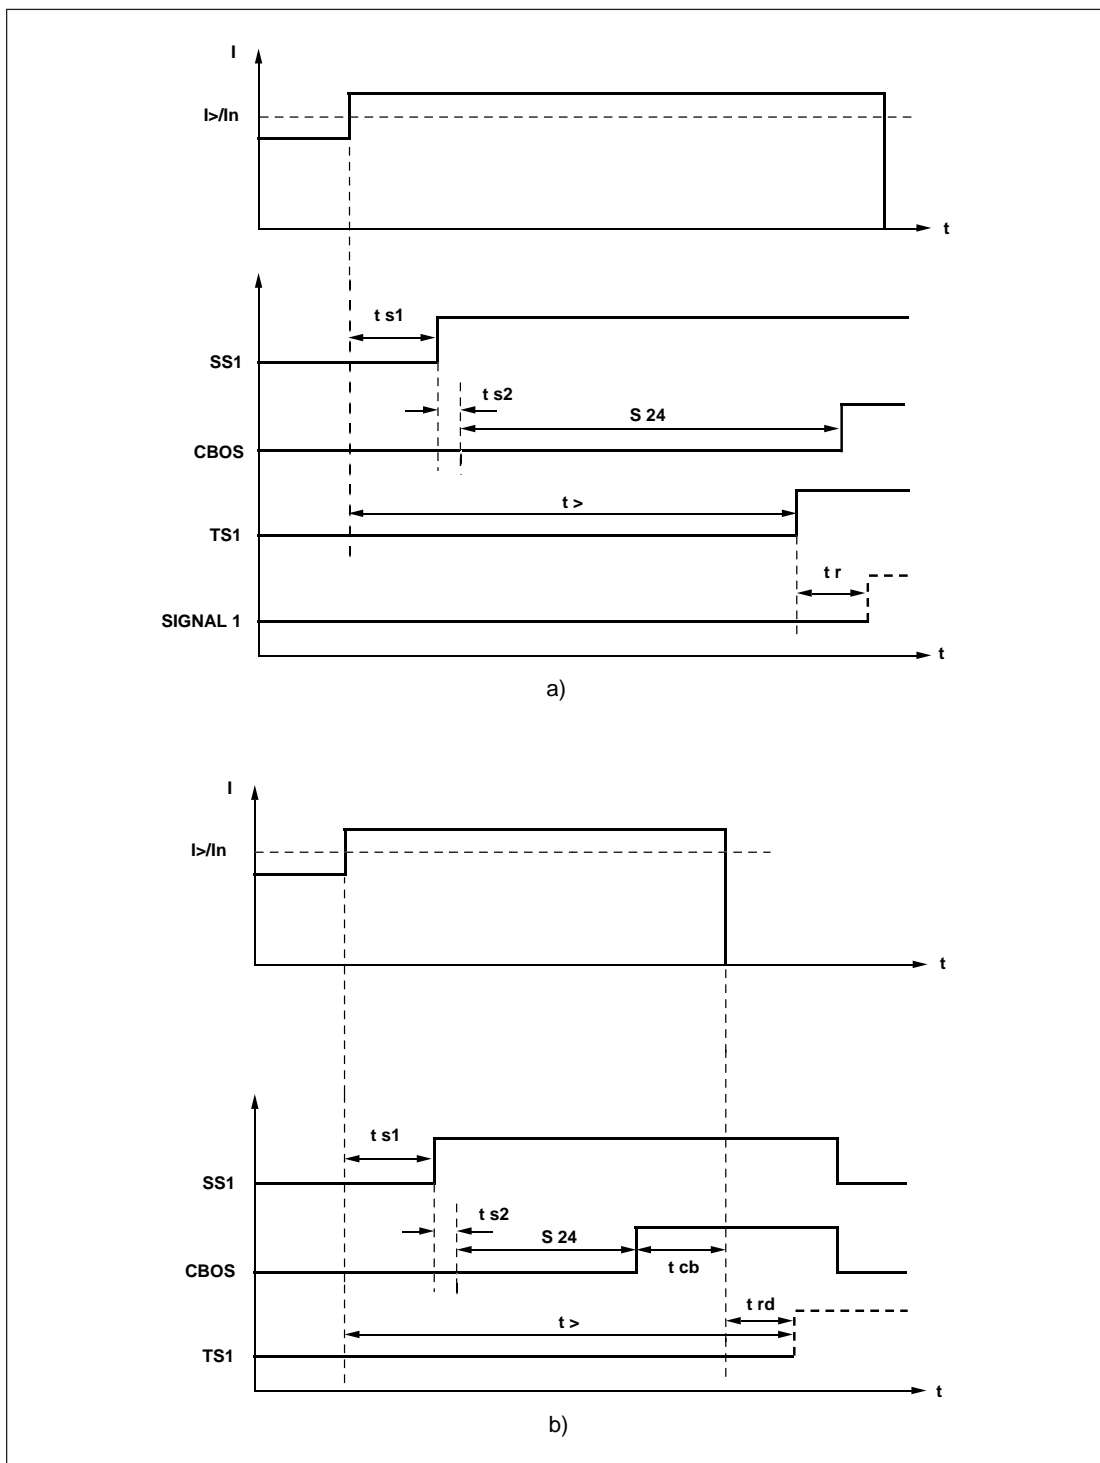 I
I>/In
t
t s1
SS1
t s2
S 24
CBOS
t >
TS1
t r
SIGNAL 1
t
a)
I
I>/In
t
t s1
SS1
t s2
S 24
t cb
CBOS
t rd
t >
TS1
t
b)